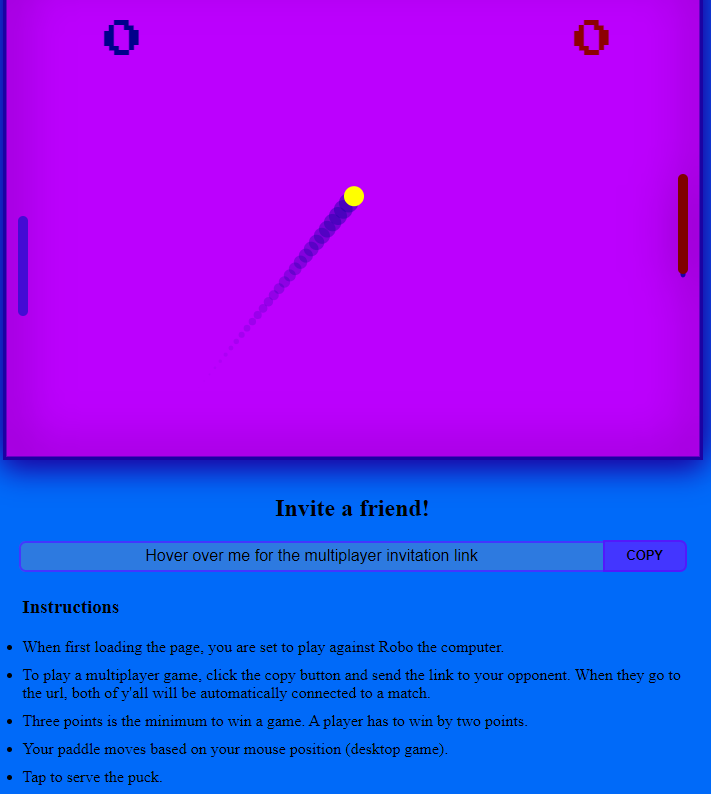 0 0
Invite a friend!
Hover over me for the multiplayer invitation link
COPY
Instructions
When first loading the page, you are set to play against Robo the computer.
To play a multiplayer game, click the copy button and send the link to your opponent. When they go to
the url, both of y'all will be automatically connected to a match.
Three points is the minimum to win a game. A player has to win by two points.
Your paddle moves based on your mouse position (desktop game).
Tap to serve the puck.